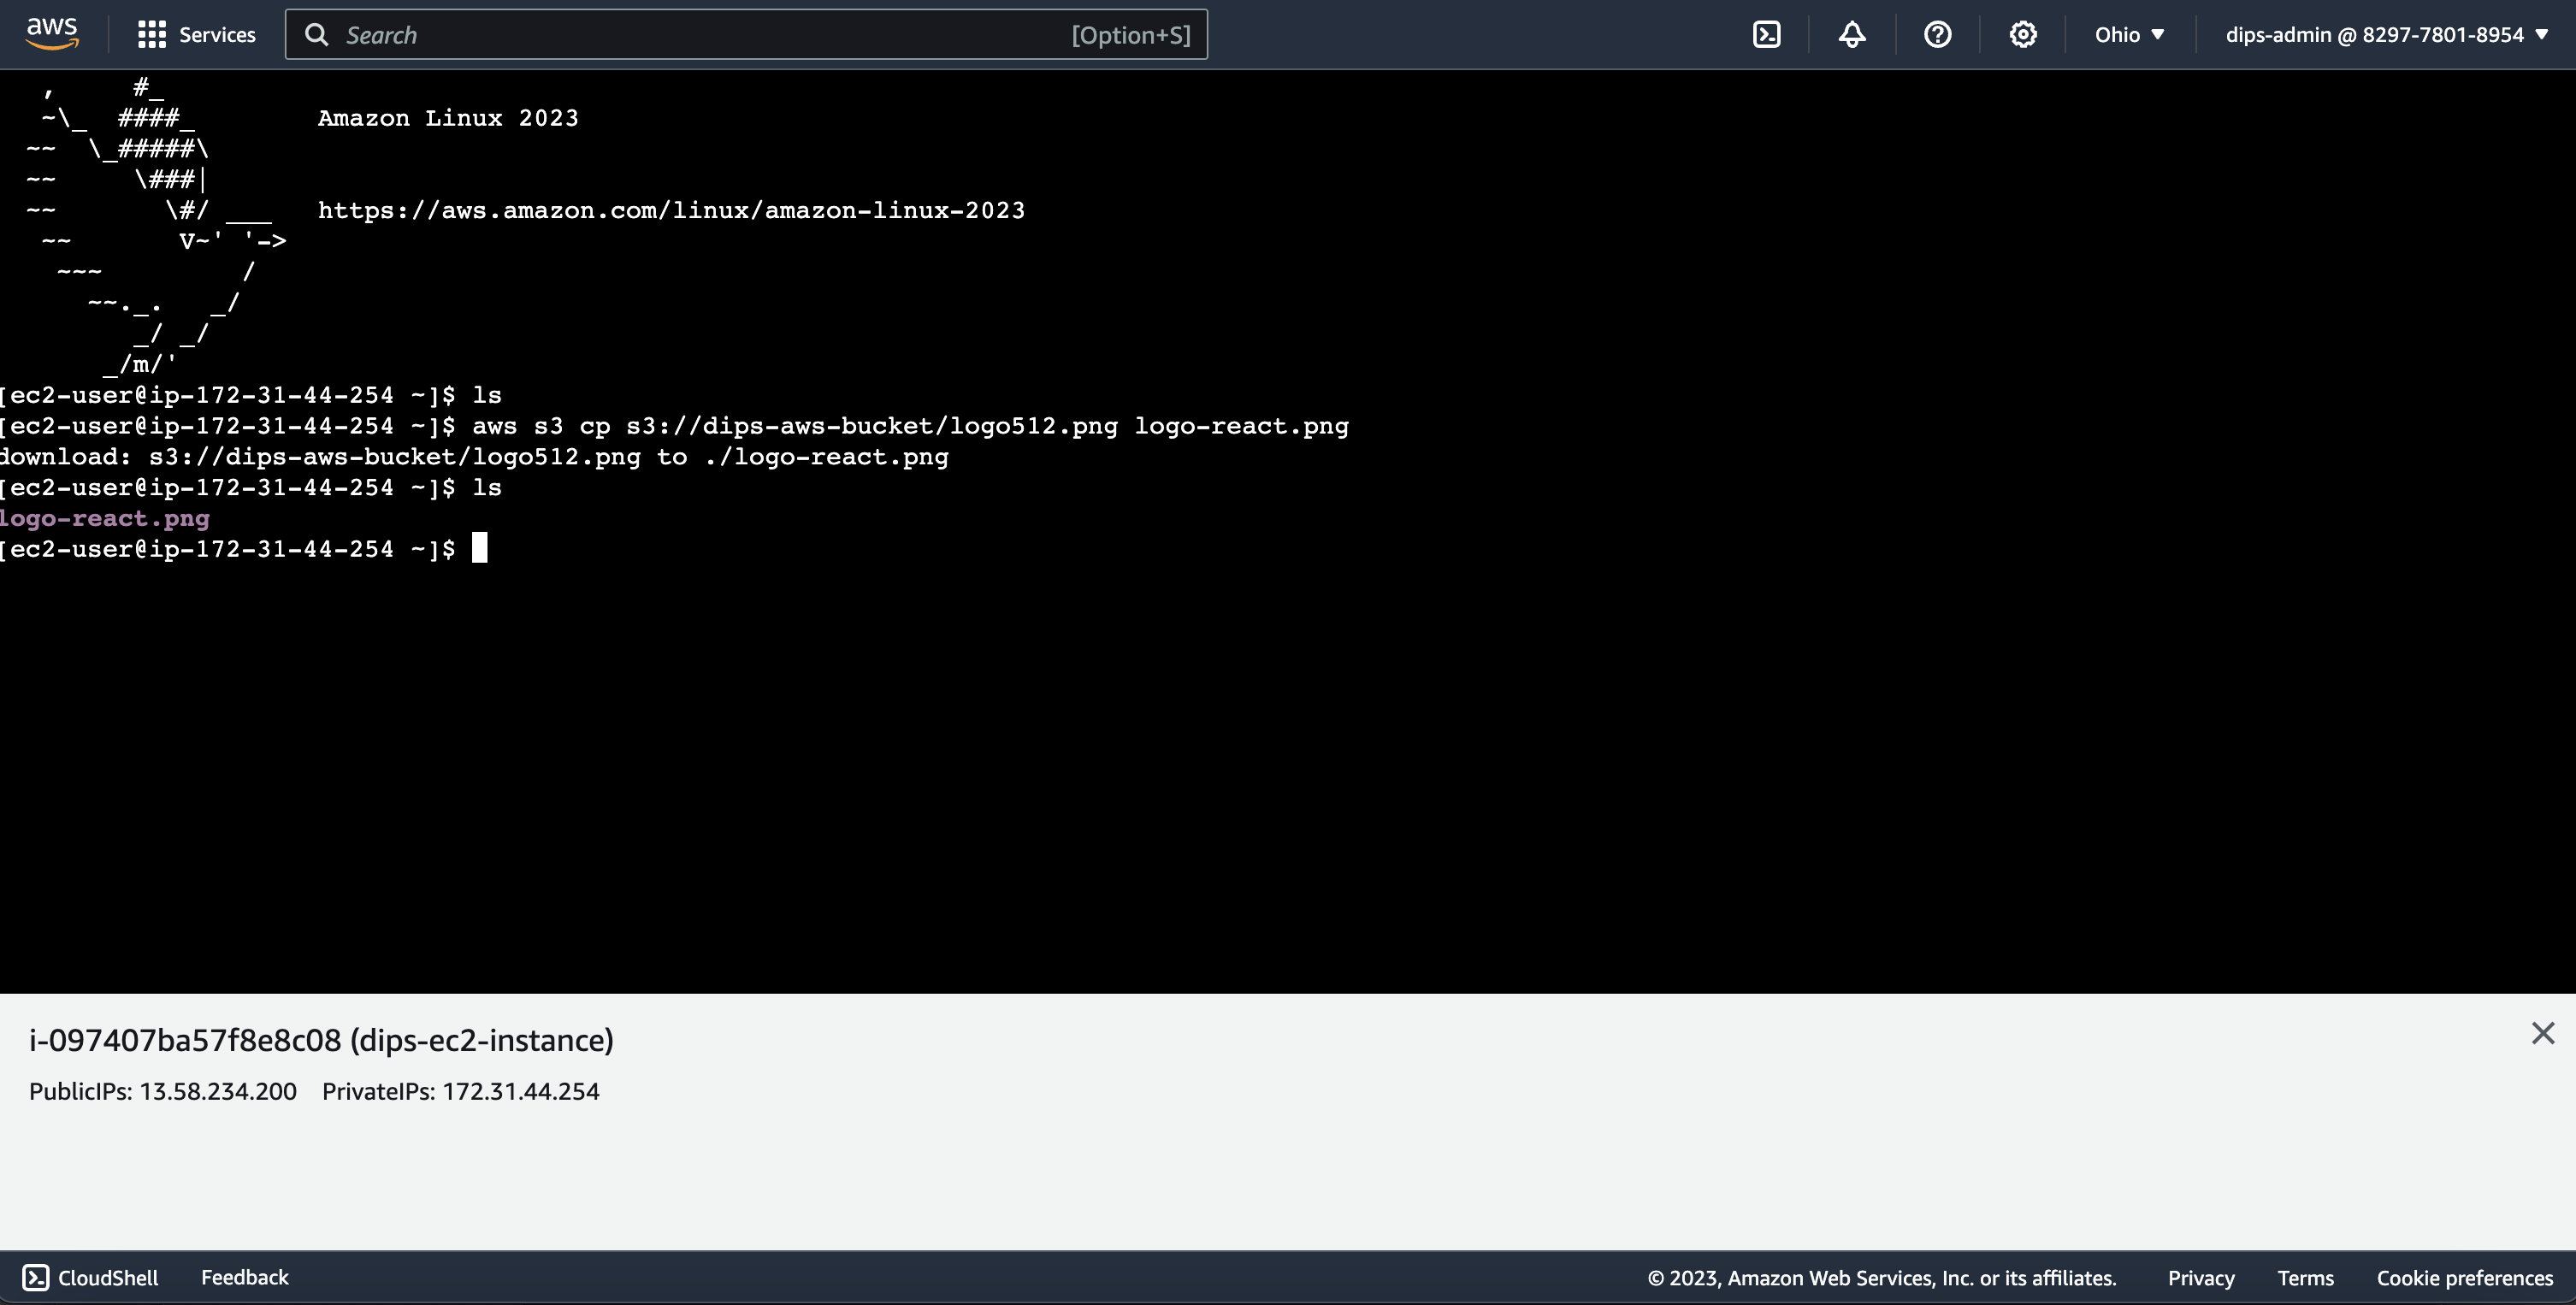 aws Services Search [Option+S] Ohio dips-admin @ 8297-7801-8954
   ,     #_
   ~\_  ####_        Amazon Linux 2023
  ~~  \_#####\
  ~~     \###|
  ~~       \#/ ___   https://aws.amazon.com/linux/amazon-linux-2023
   ~~       V~' '->
    ~~~         /
      ~~._.   _/
         _/ _/
       _/m/'
[ec2-user@ip-172-31-44-254 ~]$ ls
[ec2-user@ip-172-31-44-254 ~]$ aws s3 cp s3://dips-aws-bucket/logo512.png logo-react.png
download: s3://dips-aws-bucket/logo512.png to ./logo-react.png
[ec2-user@ip-172-31-44-254 ~]$ ls
logo-react.png
[ec2-user@ip-172-31-44-254 ~]$
i-097407ba57f8e8c08 (dips-ec2-instance)
PublicIPs: 13.58.234.200 PrivateIPs: 172.31.44.254
CloudShell Feedback © 2023, Amazon Web Services, Inc. or its affiliates. Privacy Terms Cookie preferences